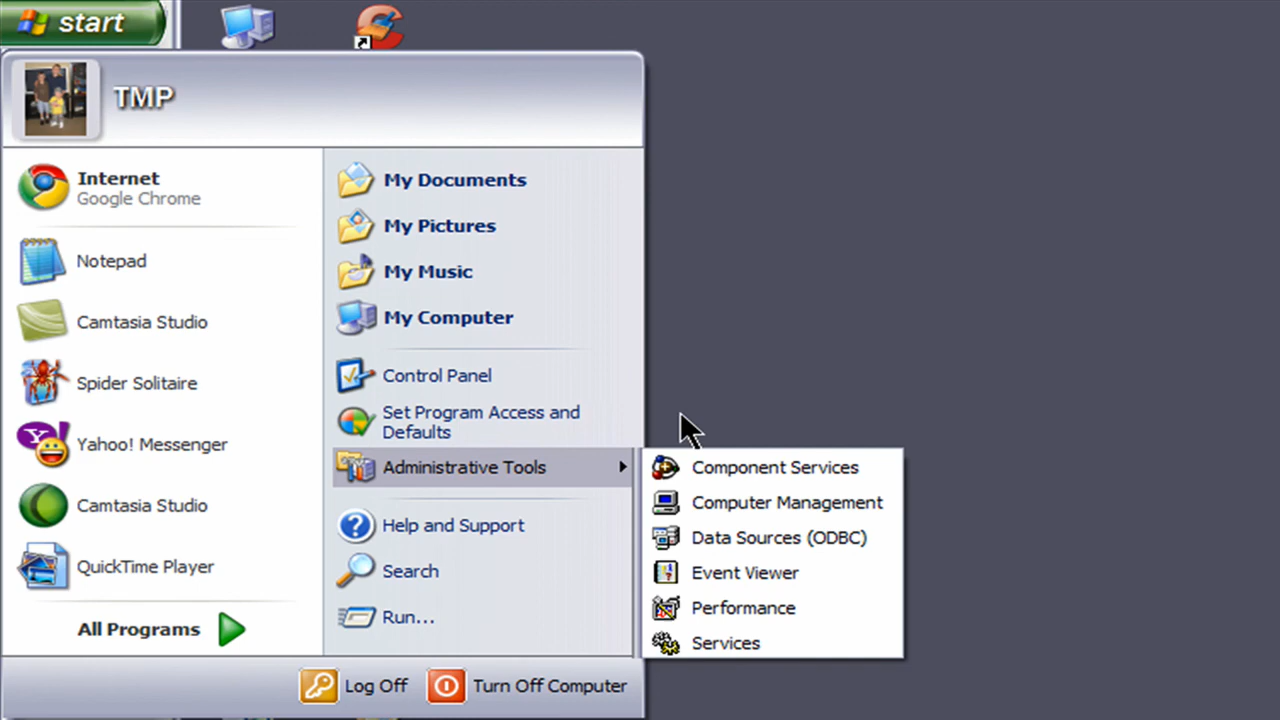 start
TMP
Internet
Google Chrome
Notepad
Camtasia Studio
Spider Solitaire
Yahoo! Messenger
Camtasia Studio
QuickTime Player
All Programs
My Documents
My Pictures
My Music
My Computer
Control Panel
Set Program Access and
Defaults
Administrative Tools
Help and Support
Search
Run...
Component Services
Computer Management
Data Sources (ODBC)
Event Viewer
Performance
Services
Log Off
Turn Off Computer